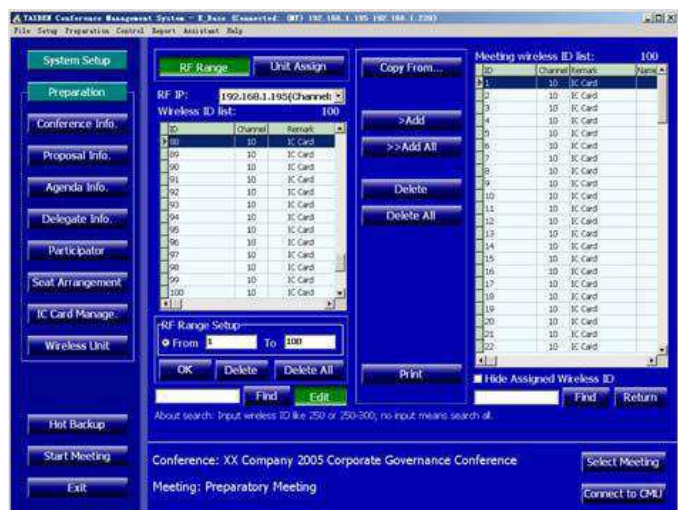 TAIDEN Conference Management System - E_Base (Connected: (MT) 192.168.1.195 192.168.1.220)
File Setup Preparation Control Report Assistant Help
System Setup
Preparation
Conference Info.
Proposal Info.
Agenda Info.
Delegate Info.
Participator
Seat Arrangement
IC Card Manage.
Wireless Unit
Hot Backup
Start Meeting
Exit
RF Range Unit Assign
RF IP: 192.168.1.195(Channel:
Wireless ID list: 100
ID Channel Remark
88 10 IC Card
89 10 IC Card
90 10 IC Card
91 10 IC Card
92 10 IC Card
93 10 IC Card
94 10 IC Card
95 10 IC Card
96 10 IC Card
97 10 IC Card
98 10 IC Card
99 10 IC Card
100 10 IC Card
RF Range Setup
From 1 To 100
OK Delete Delete All
Find Edit
About search: Input wireless ID like 250 or 250-300; no input means search all.
Copy From...
>Add
>>Add All
Delete
Delete All
Print
Meeting wireless ID list: 100
ID Channel Remark Name
1 10 IC Card
2 10 IC Card
3 10 IC Card
4 10 IC Card
5 10 IC Card
6 10 IC Card
7 10 IC Card
8 10 IC Card
9 10 IC Card
10 10 IC Card
11 10 IC Card
12 10 IC Card
13 10 IC Card
14 10 IC Card
15 10 IC Card
16 10 IC Card
17 10 IC Card
18 10 IC Card
19 10 IC Card
20 10 IC Card
21 10 IC Card
22 10 IC Card
Hide Assigned Wireless ID
Find Return
Conference: XX Company 2005 Corporate Governance Conference
Meeting: Preparatory Meeting
Select Meeting
Connect to CMU